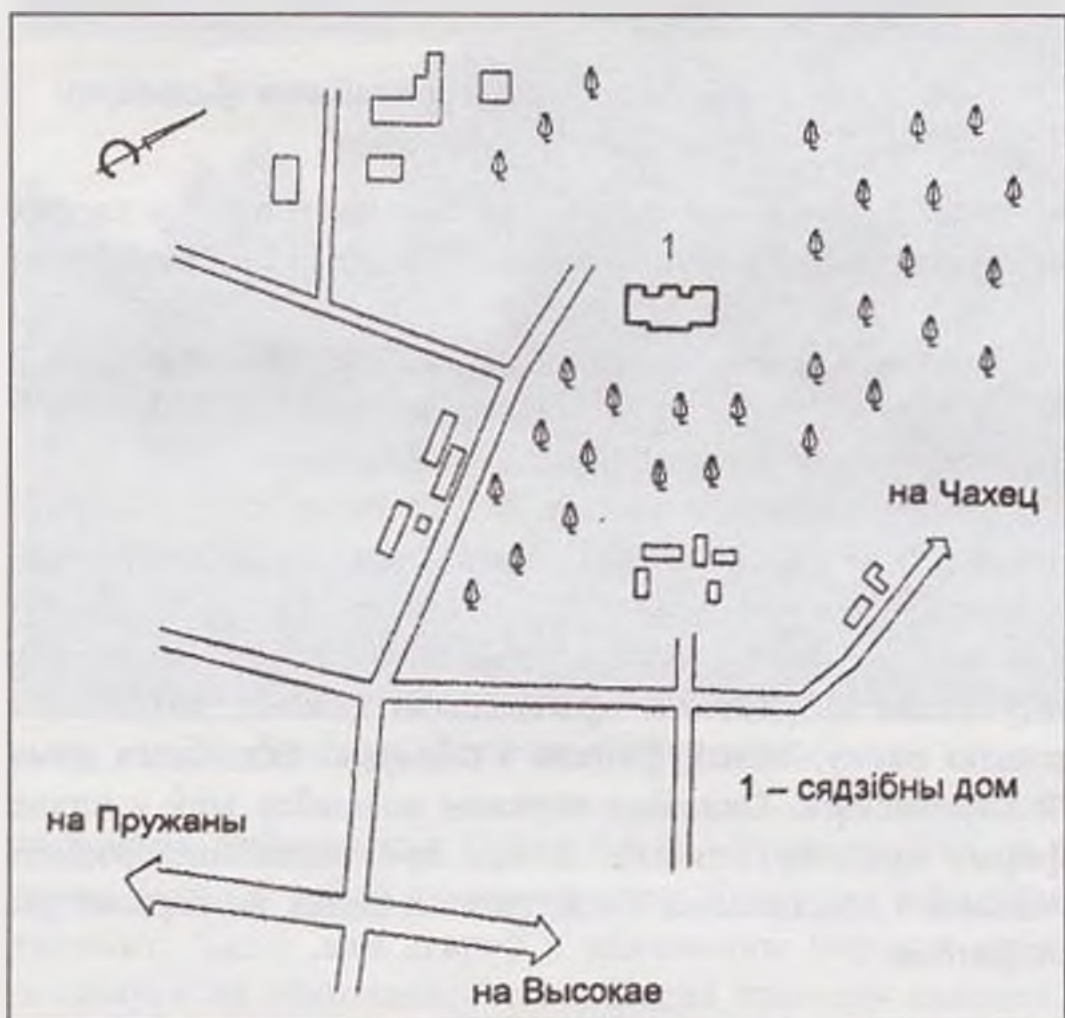 1
на Чахец
1 – сядзібны дом
на Пружаны
на Высокае